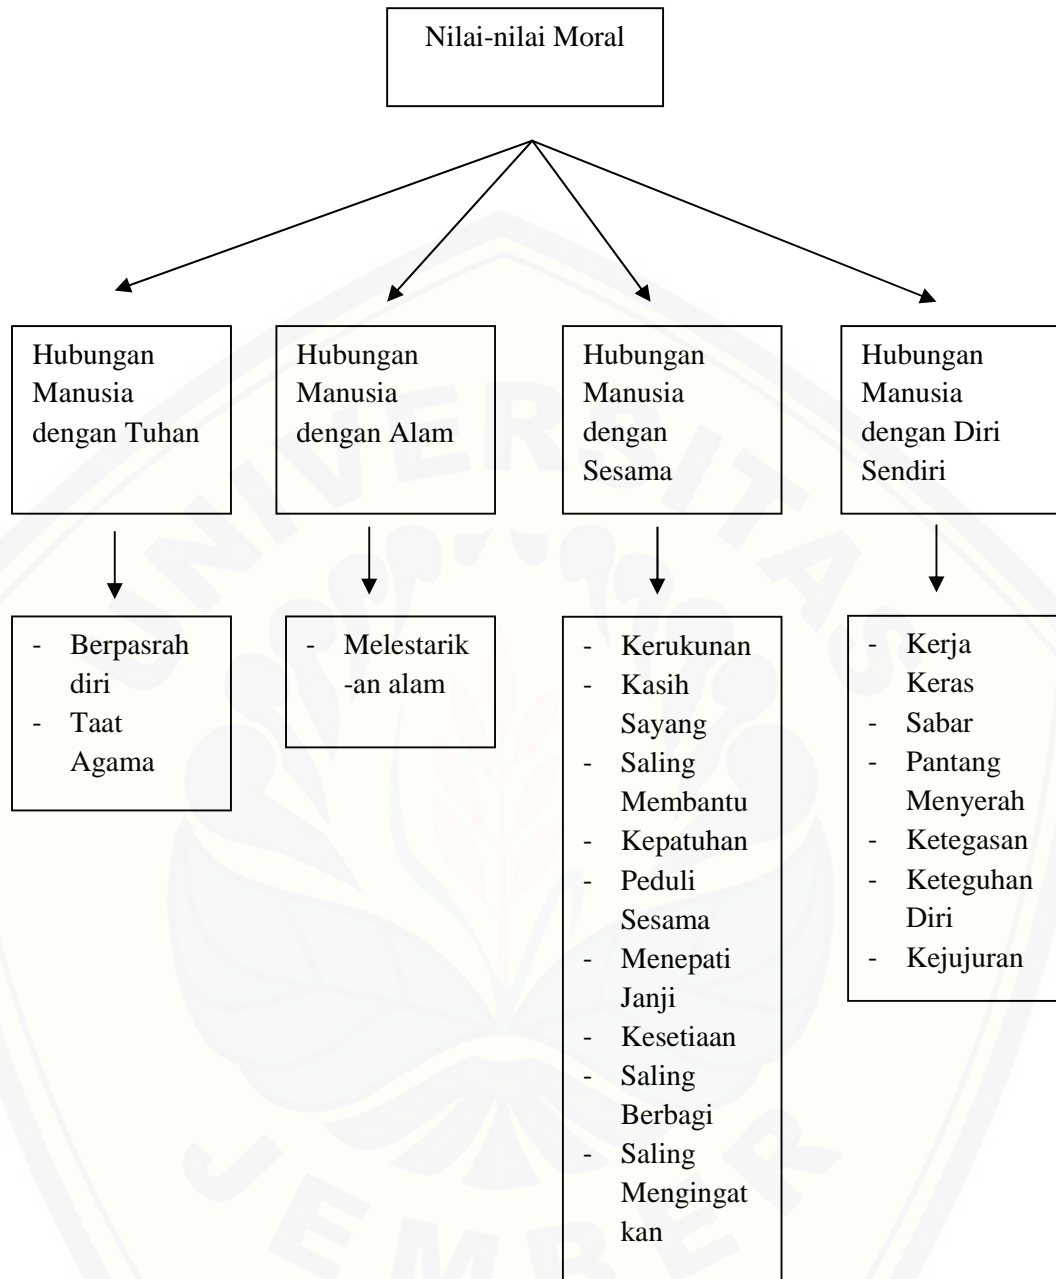 Nilai-nilai Moral
Hubungan
Manusia
dengan Tuhan
Hubungan
Manusia
dengan Alam
Hubungan
Manusia
dengan
Sesama
Hubungan
Manusia
dengan Diri
Sendiri
- Berpasrah
diri
- Taat
Agama
- Melestarik
-an alam
- Kerukunan
- Kasih
Sayang
- Saling
Membantu
- Kepatuhan
- Peduli
Sesama
- Menepati
Janji
- Kesetiaan
- Saling
Berbagi
- Saling
Mengingat
kan
- Kerja
Keras
- Sabar
- Pantang
Menyerah
- Ketegasan
- Keteguhan
Diri
- Kejujuran
UNIVERSITAS
JEMBER